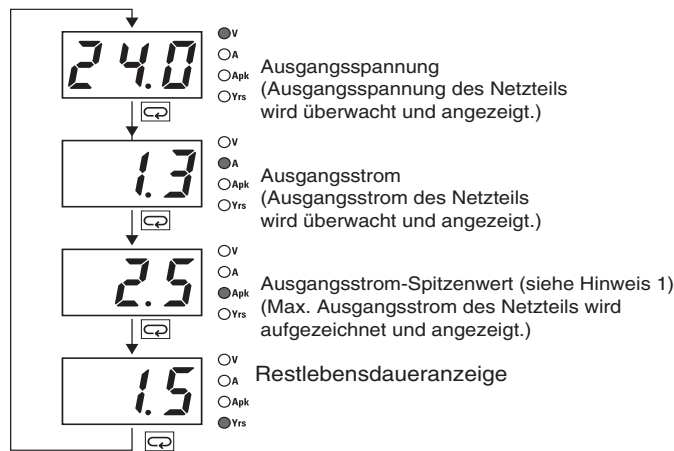 24.0
V
A
Apk
Yrs
Ausgangsspannung
(Ausgangsspannung des Netzteils
wird überwacht und angezeigt.)
1.3
V
A
Apk
Yrs
Ausgangsstrom
(Ausgangsstrom des Netzteils
wird überwacht und angezeigt.)
2.5
V
A
Apk
Yrs
Ausgangsstrom-Spitzenwert (siehe Hinweis 1)
(Max. Ausgangsstrom des Netzteils wird
aufgezeichnet und angezeigt.)
1.5
V
A
Apk
Yrs
Restlebensdaueranzeige